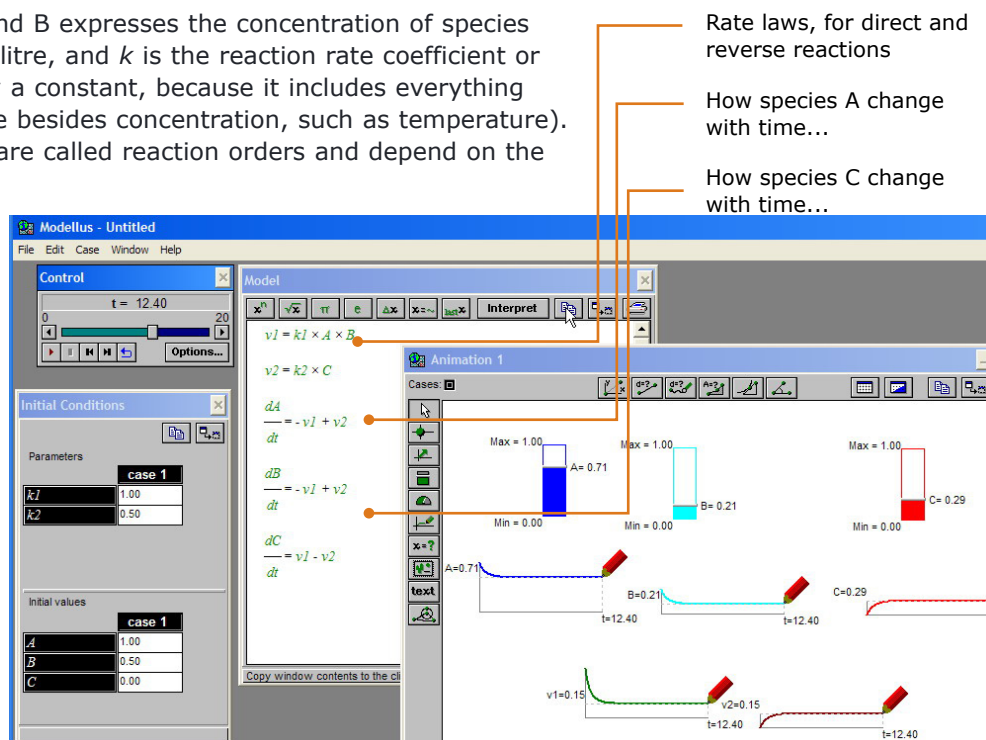 nd B expresses the concentration of species
litre, and k is the reaction rate coefficient or
a constant, because it includes everything
e besides concentration, such as temperature).
are called reaction orders and depend on the
Rate laws, for direct and
reverse reactions
How species A change
with time...
How species C change
with time...
Modellus - Untitled
File Edit Case Window Help
Control
t = 12.40
0 20
Options...
Initial Conditions
Parameters
case 1
k1 1.00
k2 0.50
Initial values
case 1
A 1.00
B 0.50
C 0.00
Model
xⁿ √x π e Δx x=~ last x Interpret
v1 = k1 × A × B
v2 = k2 × C
dA
— = - v1 + v2
dt
dB
— = - v1 + v2
dt
dC
— = v1 - v2
dt
Copy window contents to the cli
Animation 1
Cases:
x=?
text
Max = 1.00
A= 0.71
Min = 0.00
Max = 1.00
B= 0.21
Min = 0.00
Max = 1.00
C= 0.29
Min = 0.00
A=0.71
t=12.40
B=0.21
t=12.40
C=0.29
v1=0.15
t=12.40
v2=0.15
t=12.40